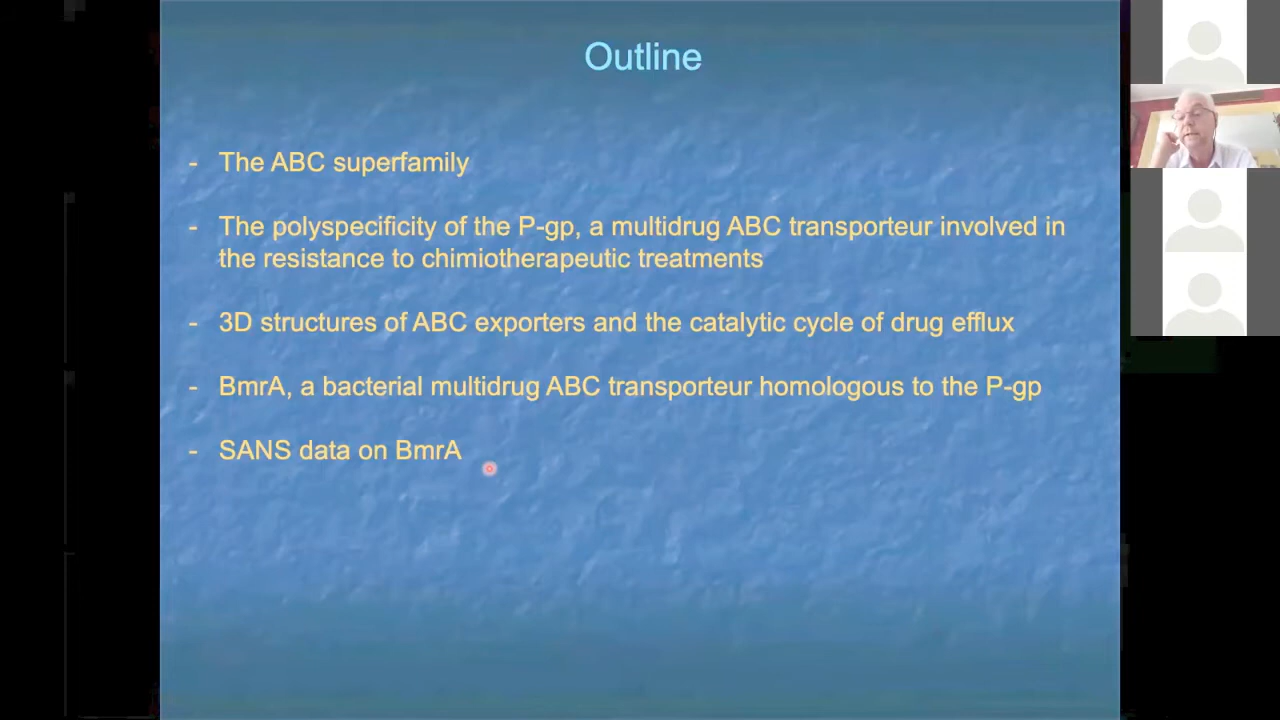 Outline
- The ABC superfamily
- The polyspecificity of the P-gp, a multidrug ABC transporteur involved in
the resistance to chimiotherapeutic treatments
- 3D structures of ABC exporters and the catalytic cycle of drug efflux
- BmrA, a bacterial multidrug ABC transporteur homologous to the P-gp
- SANS data on BmrA